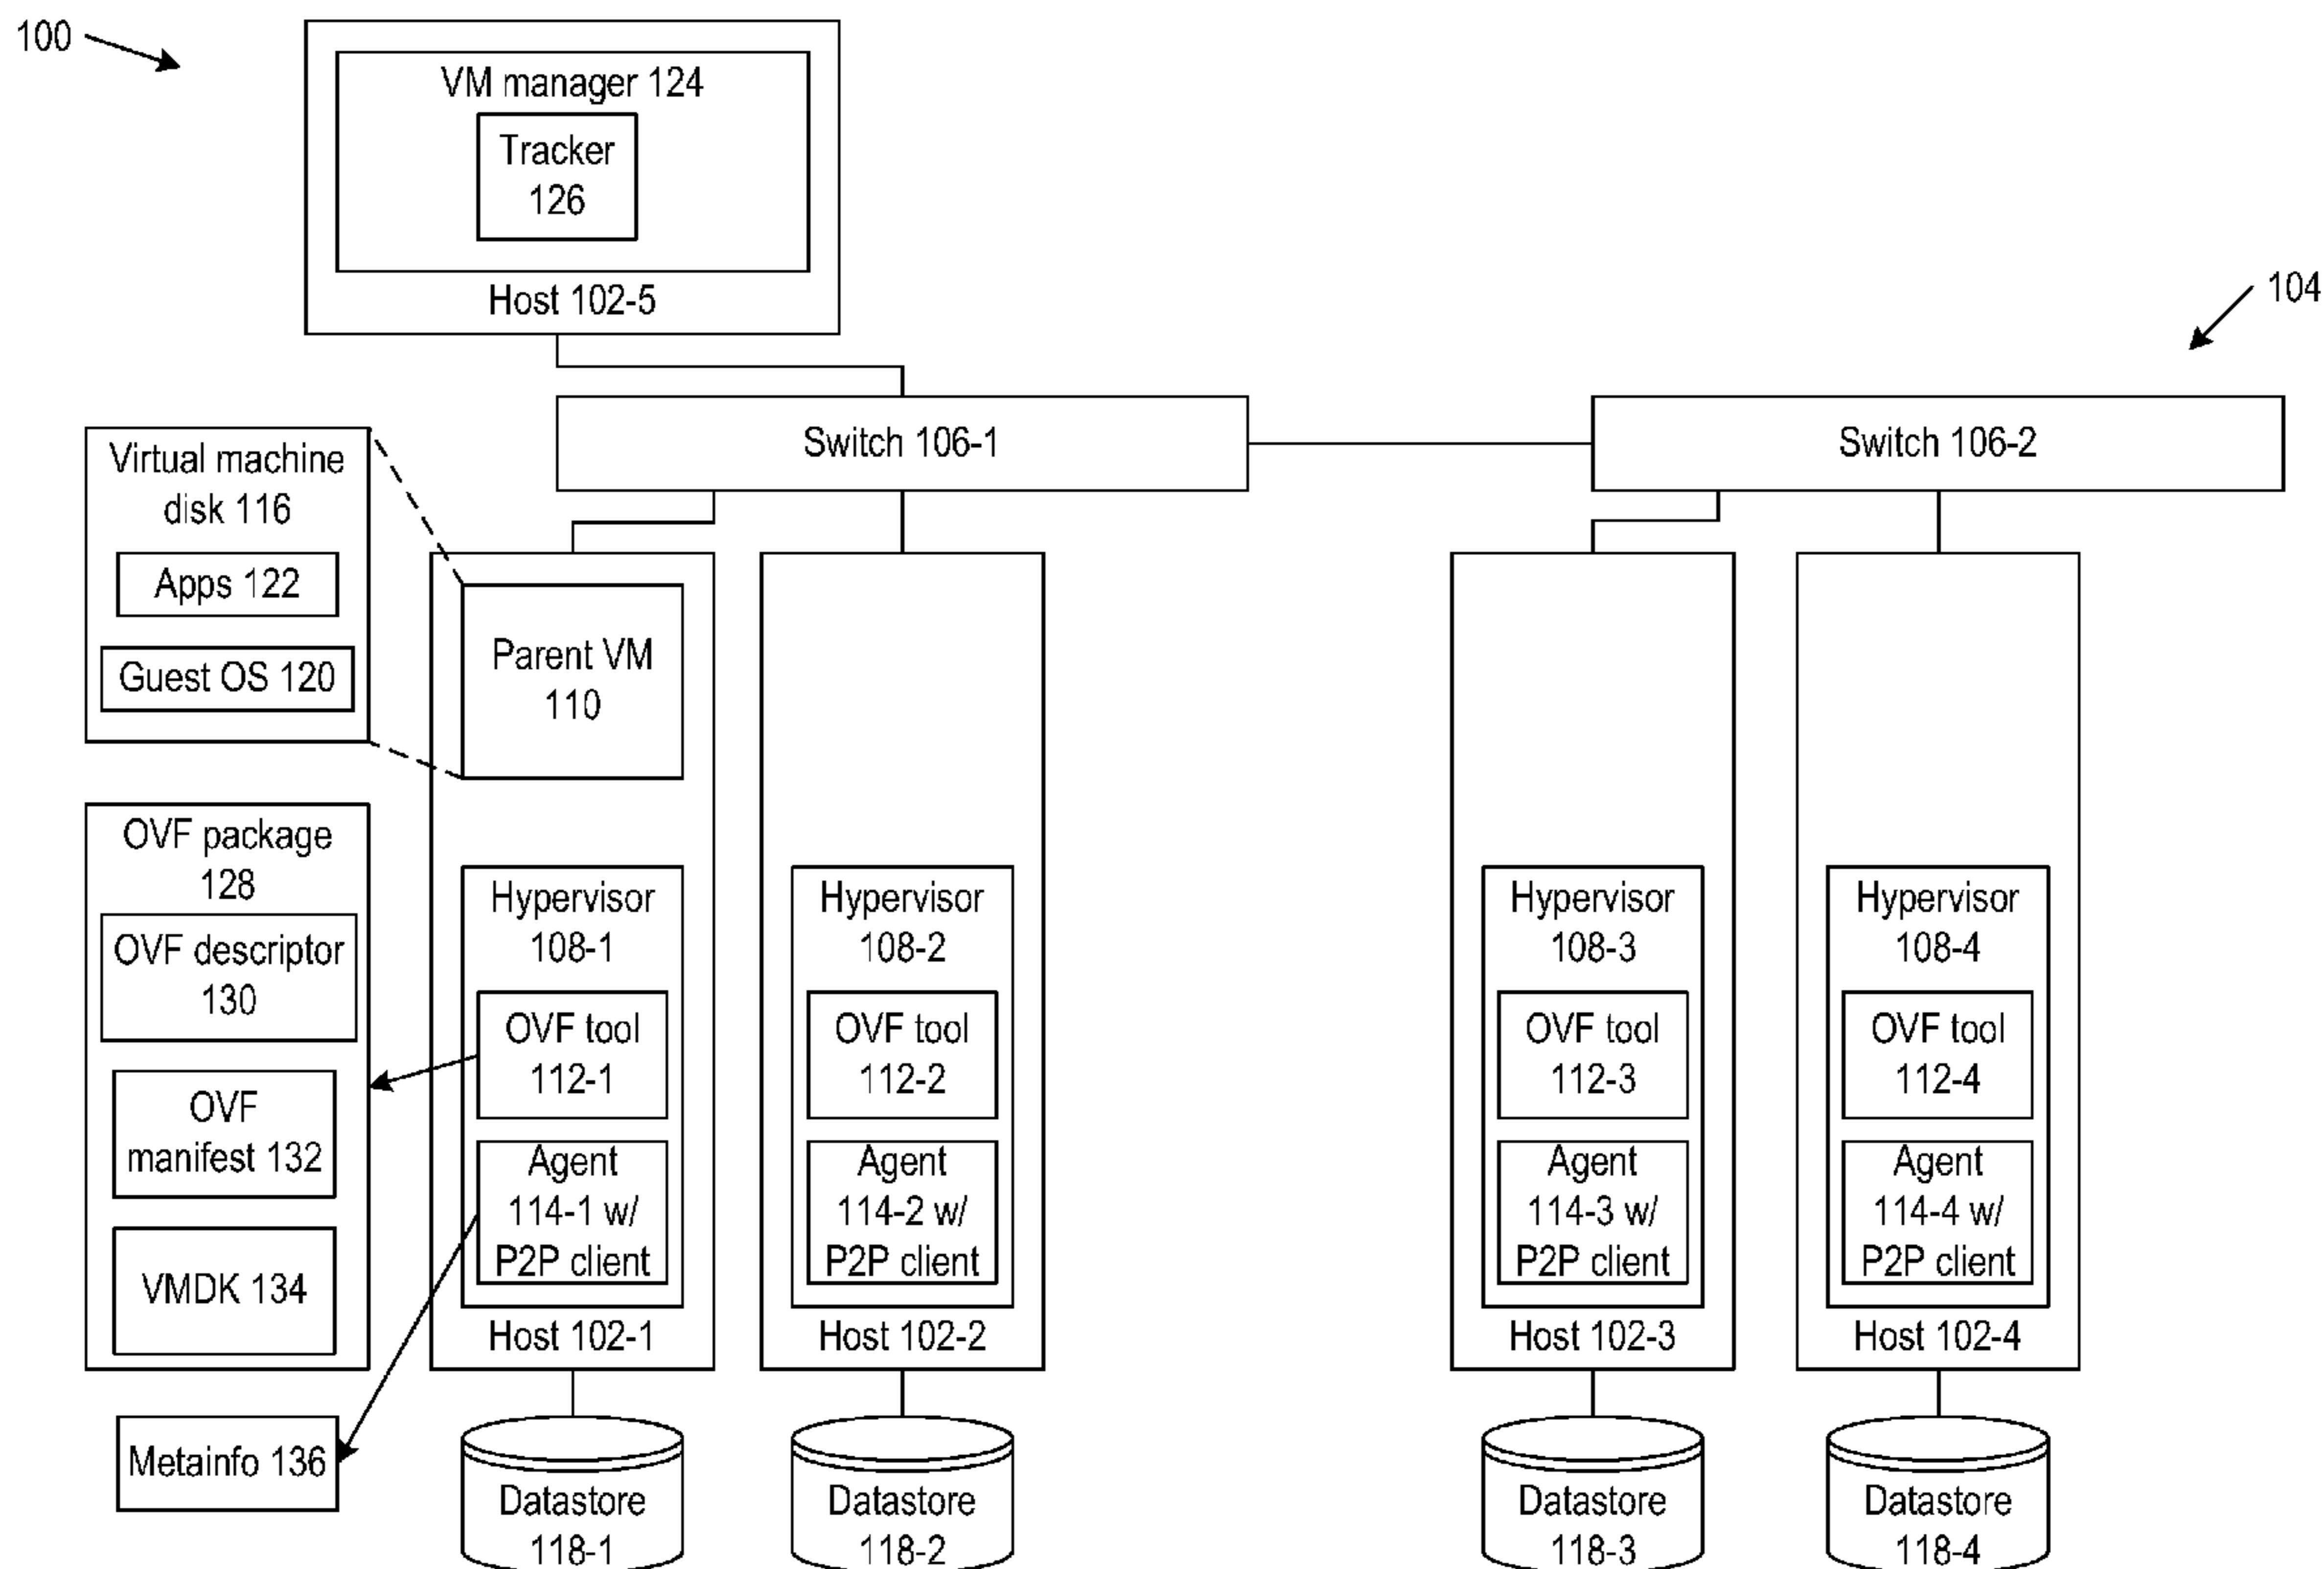 100
VM manager 124
Tracker
126
Host 102-5
104
Switch 106-1
Switch 106-2
Virtual machine
disk 116
Apps 122
Guest OS 120
Parent VM
110
OVF package
128
OVF descriptor
130
OVF
manifest 132
VMDK 134
Metainfo 136
Hypervisor
108-1
OVF tool
112-1
Agent
114-1 w/
P2P client
Host 102-1
Datastore
118-1
Hypervisor
108-2
OVF tool
112-2
Agent
114-2 w/
P2P client
Host 102-2
Datastore
118-2
Hypervisor
108-3
OVF tool
112-3
Agent
114-3 w/
P2P client
Host 102-3
Datastore
118-3
Hypervisor
108-4
OVF tool
112-4
Agent
114-4 w/
P2P client
Host 102-4
Datastore
118-4